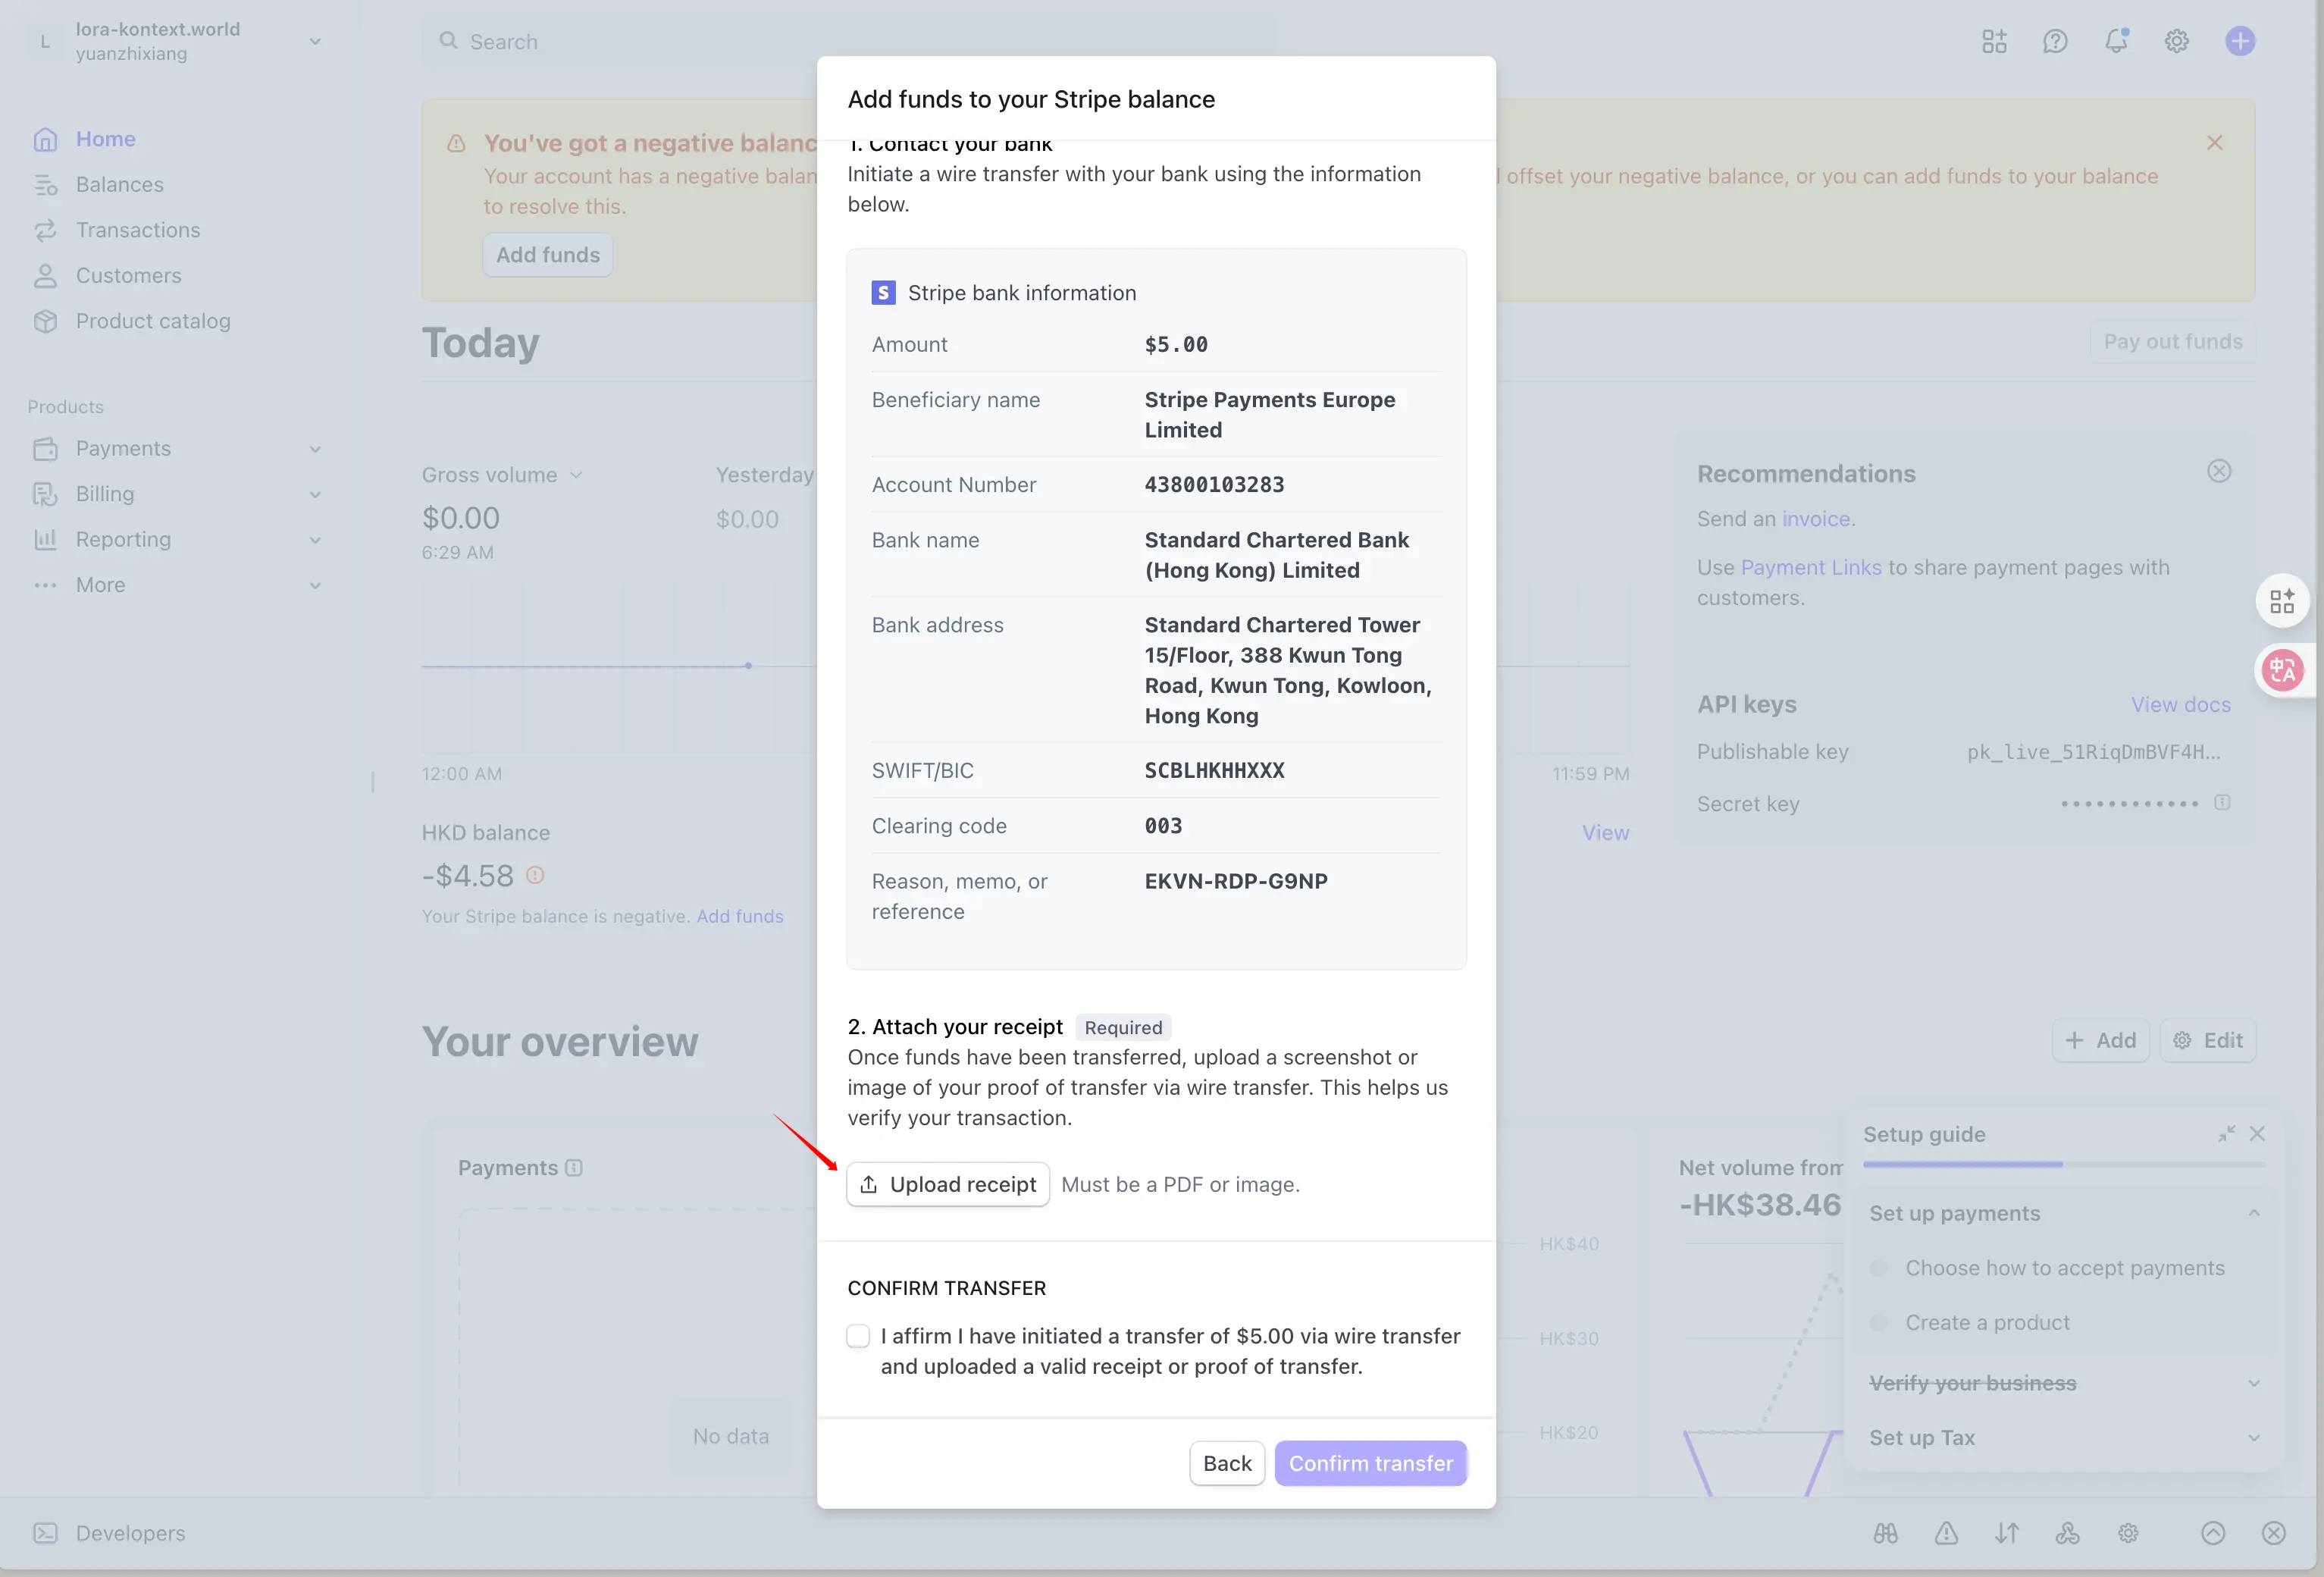 L
lora-kontext.world
yuanzhixiang
Search
Home
Balances
Transactions
Customers
Product catalog
Products
Payments
Billing
Reporting
More
Developers
You've got a negative balanc
Your account has a negative balan
l offset your negative balance, or you can add funds to your balance
to resolve this.
Add funds
Today
Pay out funds
Gross volume
Yesterday
$0.00
$0.00
6:29 AM
12:00 AM
11:59 PM
HKD balance
View
-$4.58
Your Stripe balance is negative. Add funds
Recommendations
Send an invoice.
Use Payment Links to share payment pages with
customers.
API keys
View docs
Publishable key
pk_live_51RiqDmBVF4H...
Secret key
Your overview
Add
Edit
Payments
No data
HK$40
HK$30
HK$20
Net volume from
-HK$38.46
Setup guide
Set up payments
Choose how to accept payments
Create a product
Verify your business
Set up Tax
Add funds to your Stripe balance
1. Contact your bank
Initiate a wire transfer with your bank using the information
below.
S Stripe bank information
Amount
$5.00
Beneficiary name
Stripe Payments Europe
Limited
Account Number
43800103283
Bank name
Standard Chartered Bank
(Hong Kong) Limited
Bank address
Standard Chartered Tower
15/Floor, 388 Kwun Tong
Road, Kwun Tong, Kowloon,
Hong Kong
SWIFT/BIC
SCBLHKHHXXX
Clearing code
003
Reason, memo, or
reference
EKVN-RDP-G9NP
2. Attach your receipt Required
Once funds have been transferred, upload a screenshot or
image of your proof of transfer via wire transfer. This helps us
verify your transaction.
Upload receipt
Must be a PDF or image.
CONFIRM TRANSFER
I affirm I have initiated a transfer of $5.00 via wire transfer
and uploaded a valid receipt or proof of transfer.
Back
Confirm transfer
中A